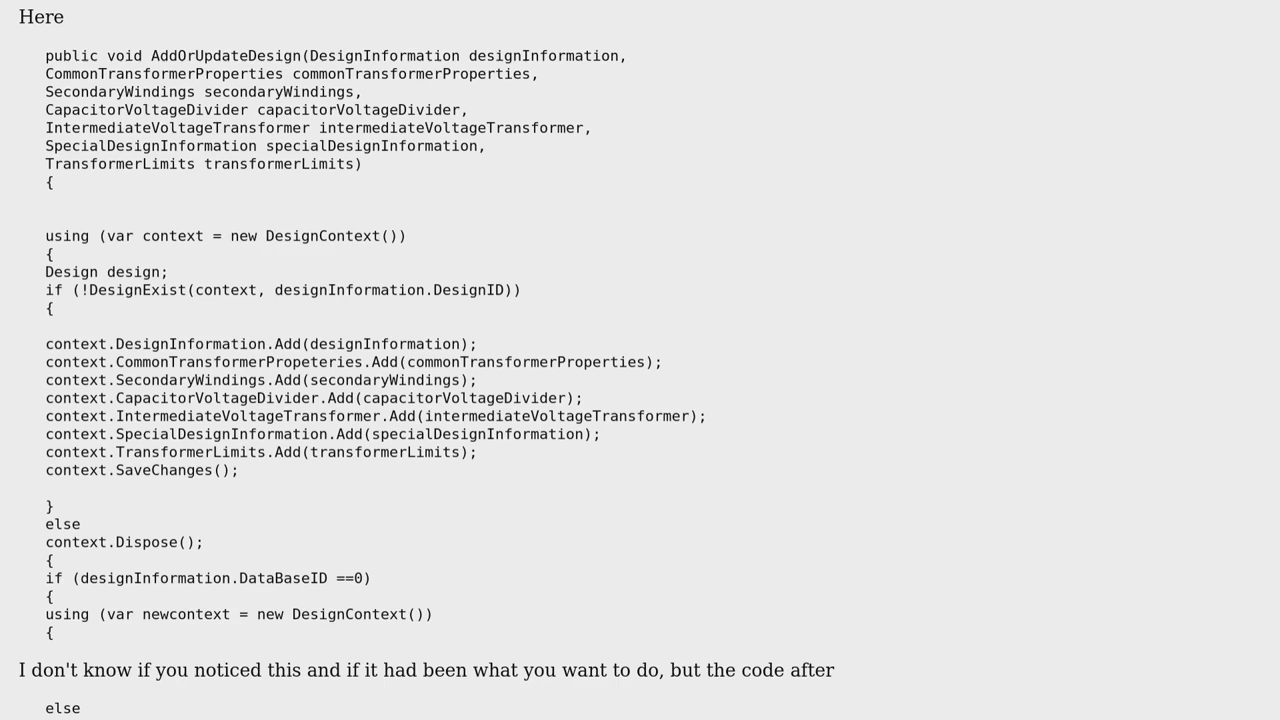 Here
public void AddOrUpdateDesign(DesignInformation designInformation,
CommonTransformerProperties commonTransformerProperties,
SecondaryWindings secondaryWindings,
CapacitorVoltageDivider capacitorVoltageDivider,
IntermediateVoltageTransformer intermediateVoltageTransformer,
SpecialDesignInformation specialDesignInformation,
TransformerLimits transformerLimits)
{
using (var context = new DesignContext())
{
Design design;
if (!DesignExist(context, designInformation.DesignID))
{
context.DesignInformation.Add(designInformation);
context.CommonTransformerPropeteries.Add(commonTransformerProperties);
context.SecondaryWindings.Add(secondaryWindings);
context.CapacitorVoltageDivider.Add(capacitorVoltageDivider);
context.IntermediateVoltageTransformer.Add(intermediateVoltageTransformer);
context.SpecialDesignInformation.Add(specialDesignInformation);
context.TransformerLimits.Add(transformerLimits);
context.SaveChanges();
}
else
context.Dispose();
{
if (designInformation.DataBaseID ==0)
{
using (var newcontext = new DesignContext())
{
I don't know if you noticed this and if it had been what you want to do, but the code after
else